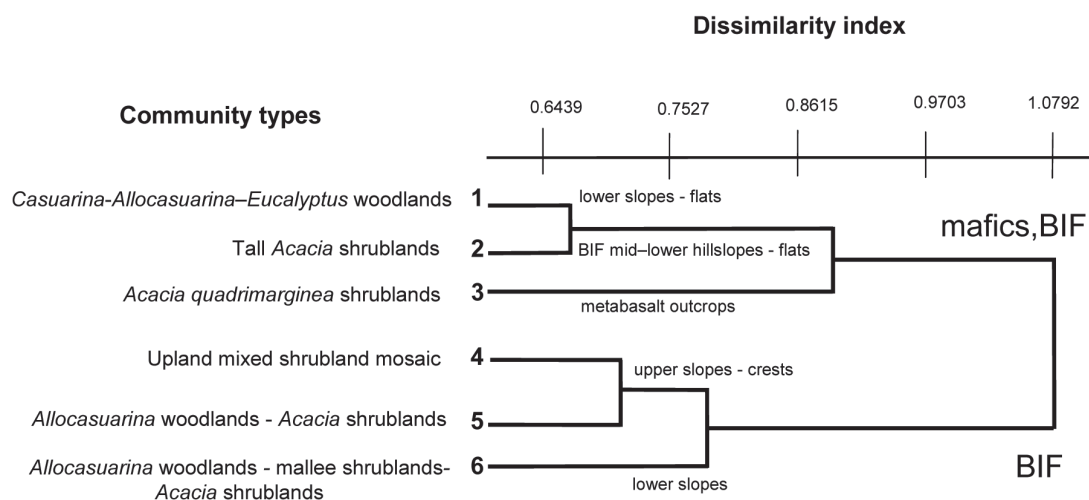 Dissimilarity index
Community types
0.6439 0.7527 0.8615 0.9703 1.0792
Casuarina-Allocasuarina–Eucalyptus woodlands 1 lower slopes - flats
mafics,BIF
Tall Acacia shrublands 2 BIF mid–lower hillslopes - flats
Acacia quadrimarginea shrublands 3
metabasalt outcrops
Upland mixed shrubland mosaic 4
upper slopes - crests
Allocasuarina woodlands - Acacia shrublands 5
Allocasuarina woodlands - mallee shrublands- 6
Acacia shrublands
lower slopes
BIF